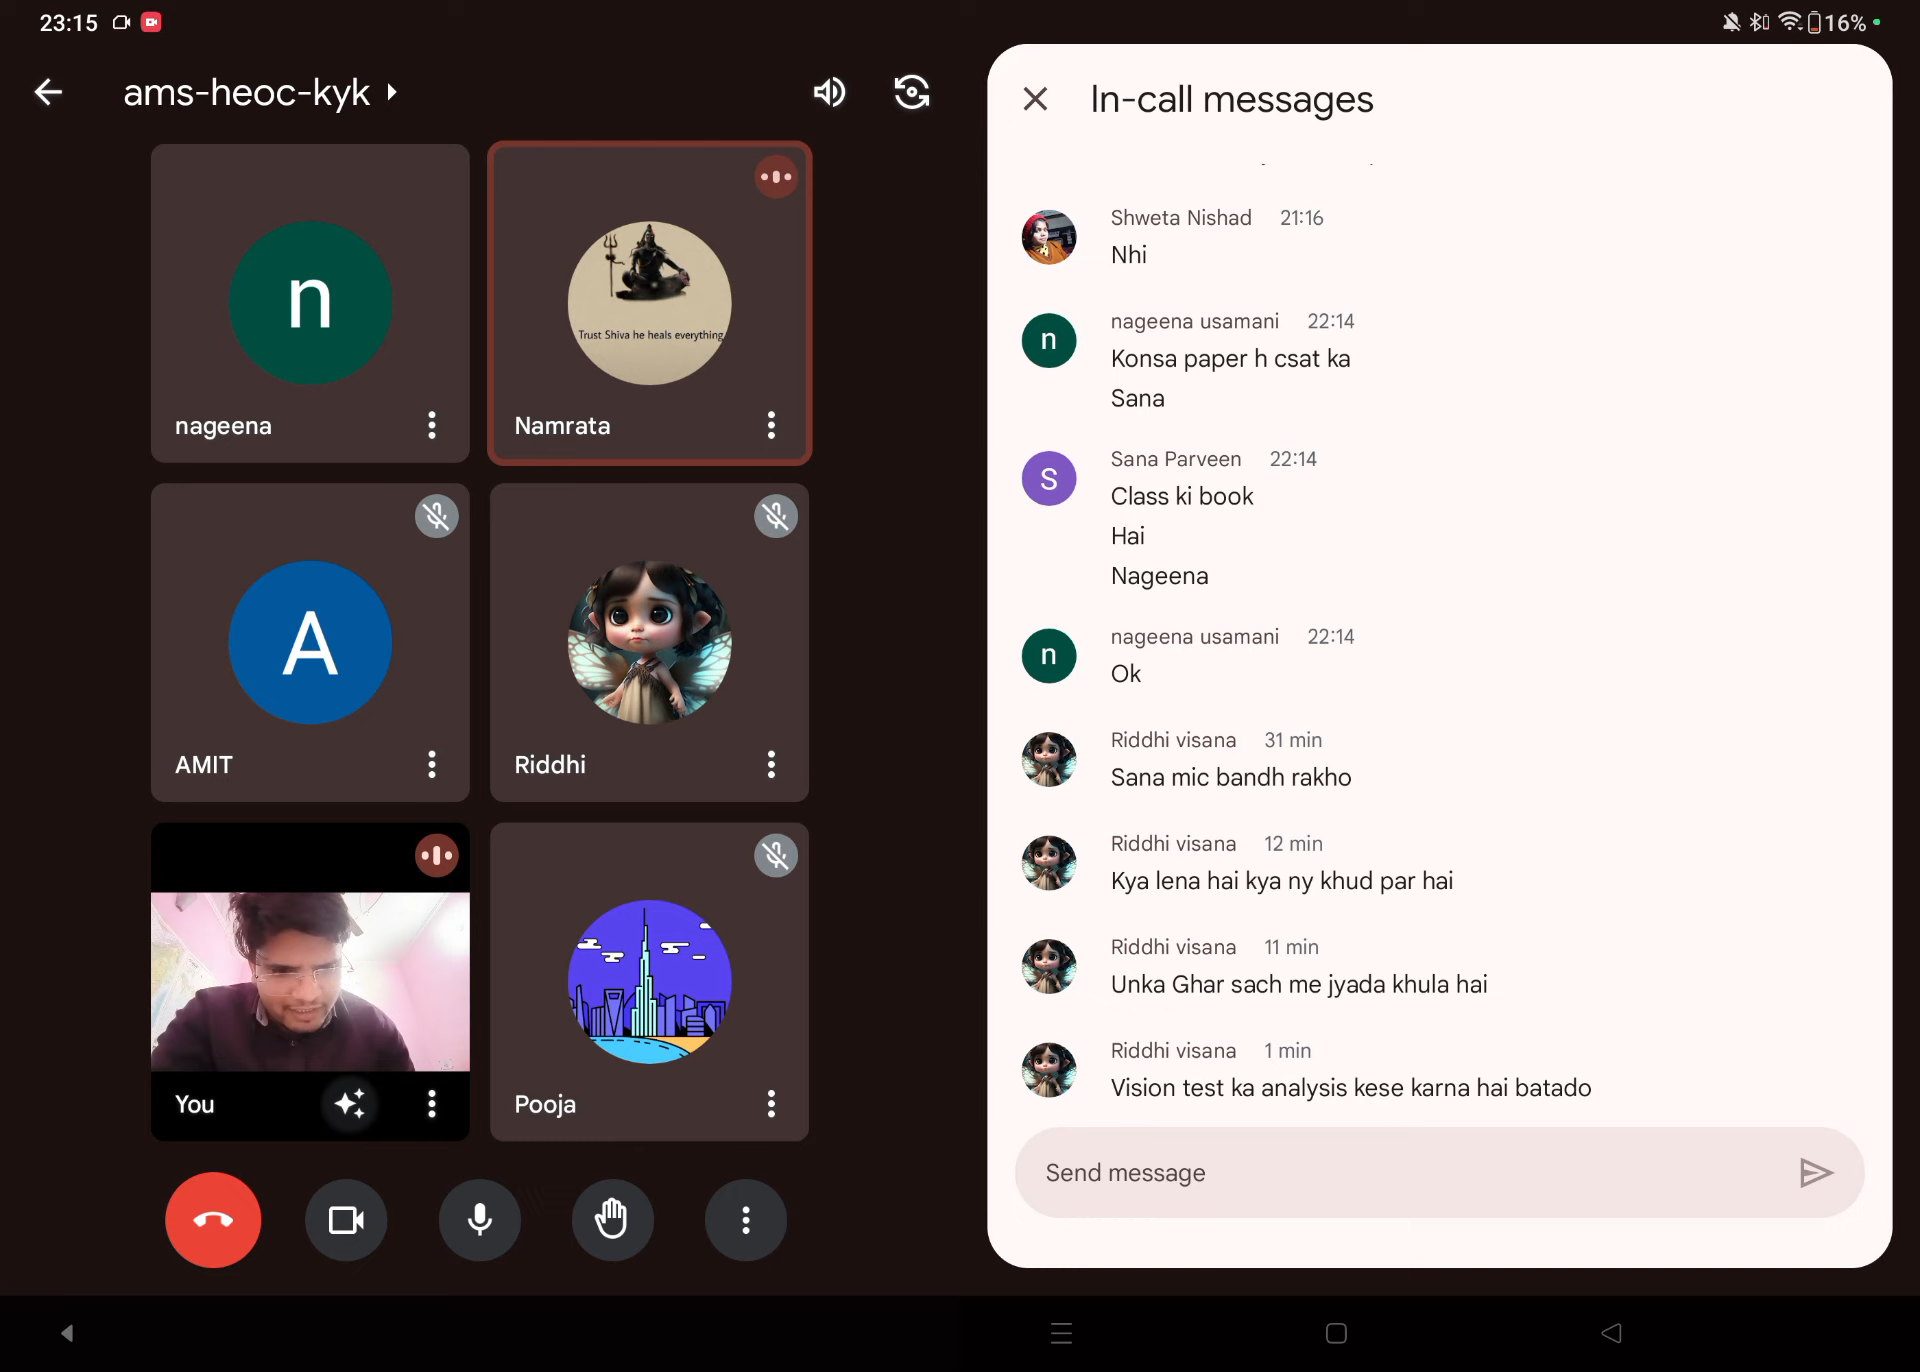 23:15
16%
ams-heoc-kyk
In-call messages
n
nageena
Trust Shiva he heals everything
Namrata
A
AMIT
Riddhi
You
Pooja
Shweta Nishad 21:16
Nhi
n
nageena usamani 22:14
Konsa paper h csat ka
Sana
S
Sana Parveen 22:14
Class ki book
Hai
Nageena
n
nageena usamani 22:14
Ok
Riddhi visana 31 min
Sana mic bandh rakho
Riddhi visana 12 min
Kya lena hai kya ny khud par hai
Riddhi visana 11 min
Unka Ghar sach me jyada khula hai
Riddhi visana 1 min
Vision test ka analysis kese karna hai batado
Send message